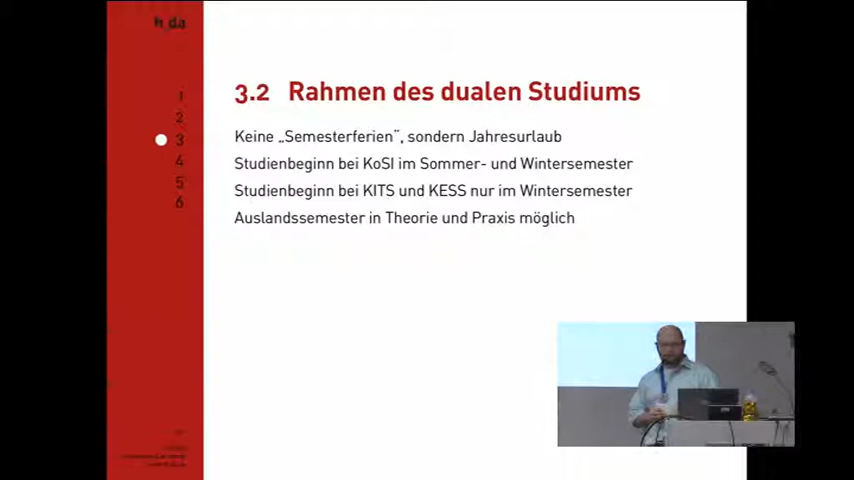 h_da
1
2
3
4
5
6
3.2 Rahmen des dualen Studiums
Keine „Semesterferien“, sondern Jahresurlaub
Studienbeginn bei KoSI im Sommer- und Wintersemester
Studienbeginn bei KITS und KESS nur im Wintersemester
Auslandssemester in Theorie und Praxis möglich